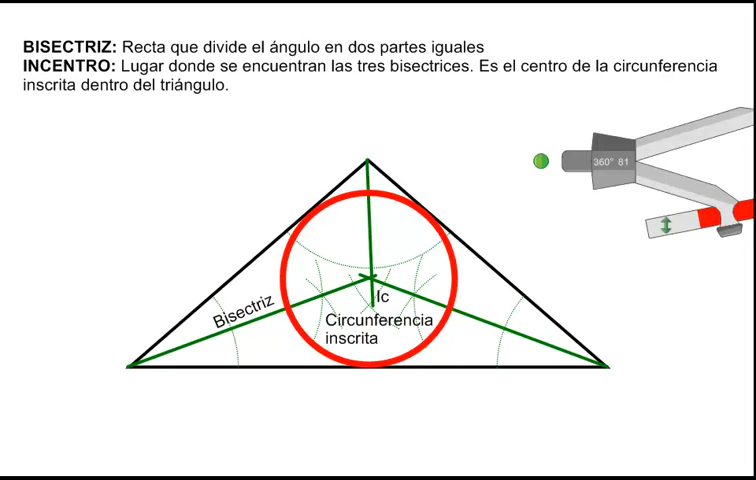 BISECTRIZ: Recta que divide el ángulo en dos partes iguales
INCENTRO: Lugar donde se encuentran las tres bisectrices. Es el centro de la circunferencia
inscrita dentro del triángulo.
360° 81
Ic
Bisectriz
Circunferencia
inscrita